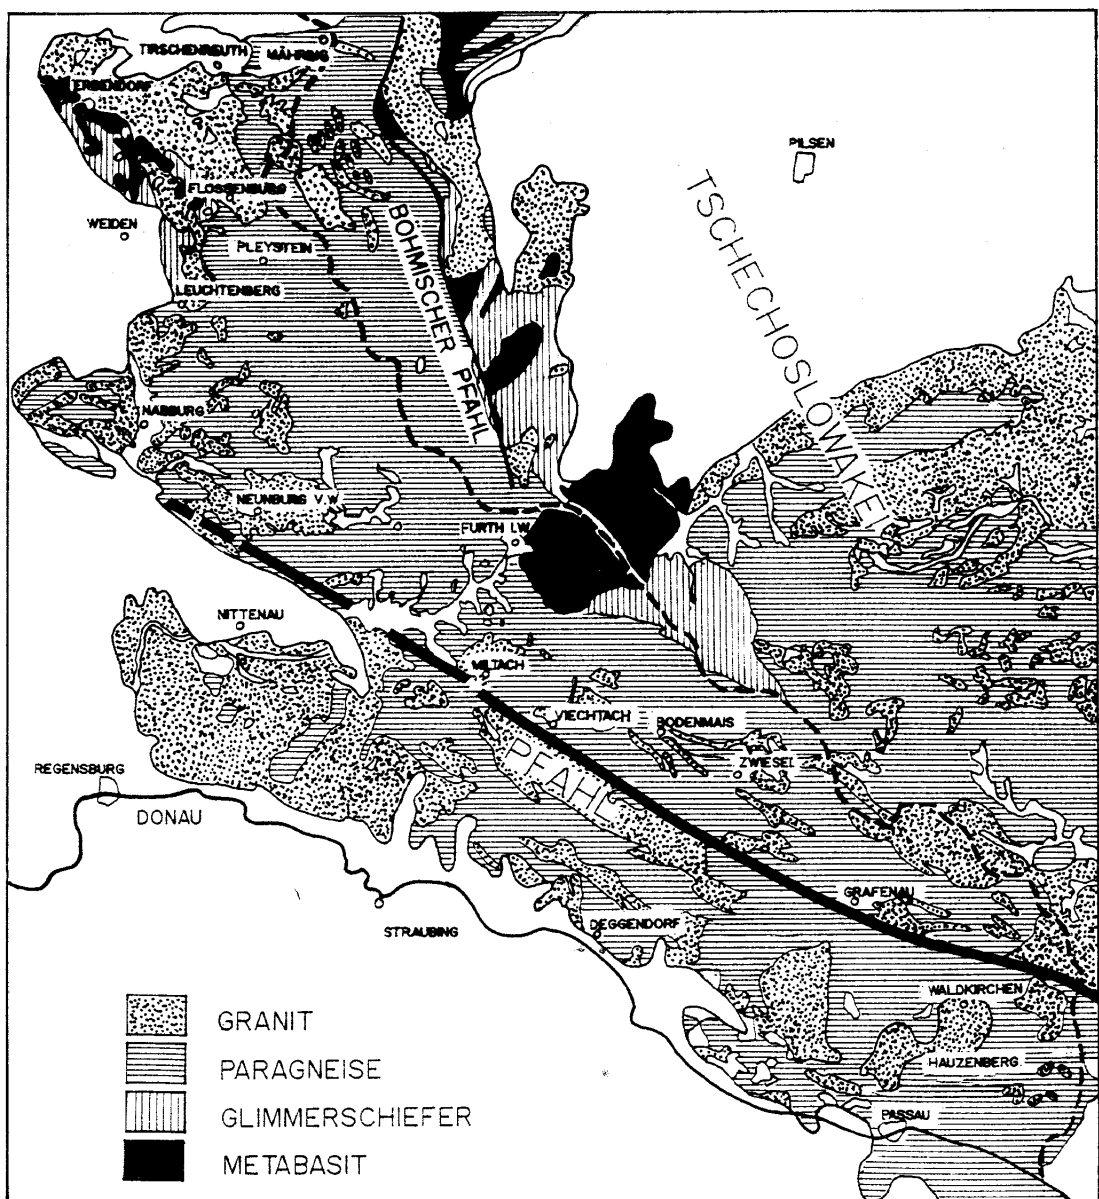 TIRSCHENREUTH
MÄHRING
ERBENDORF
PILSEN
FLOSSENBÜRG
WEIDEN
PLEYSTEIN
LEUCHTENBERG
BÖHMISCHER PFAHL
TSCHECHOSLOWAKEI
NABBURG
NEUNBURG V.W
FURTH I.W.
NITTENAU
MILTACH
VIECHTACH
BODENMAIS
ZWIESEL
PFAHL
REGENSBURG
DONAU
GRAFENAU
STRAUBING
DEGGENDORF
WALDKIRCHEN
HAUZENBERG
PASSAU
GRANIT
PARAGNEISE
GLIMMERSCHIEFER
METABASIT